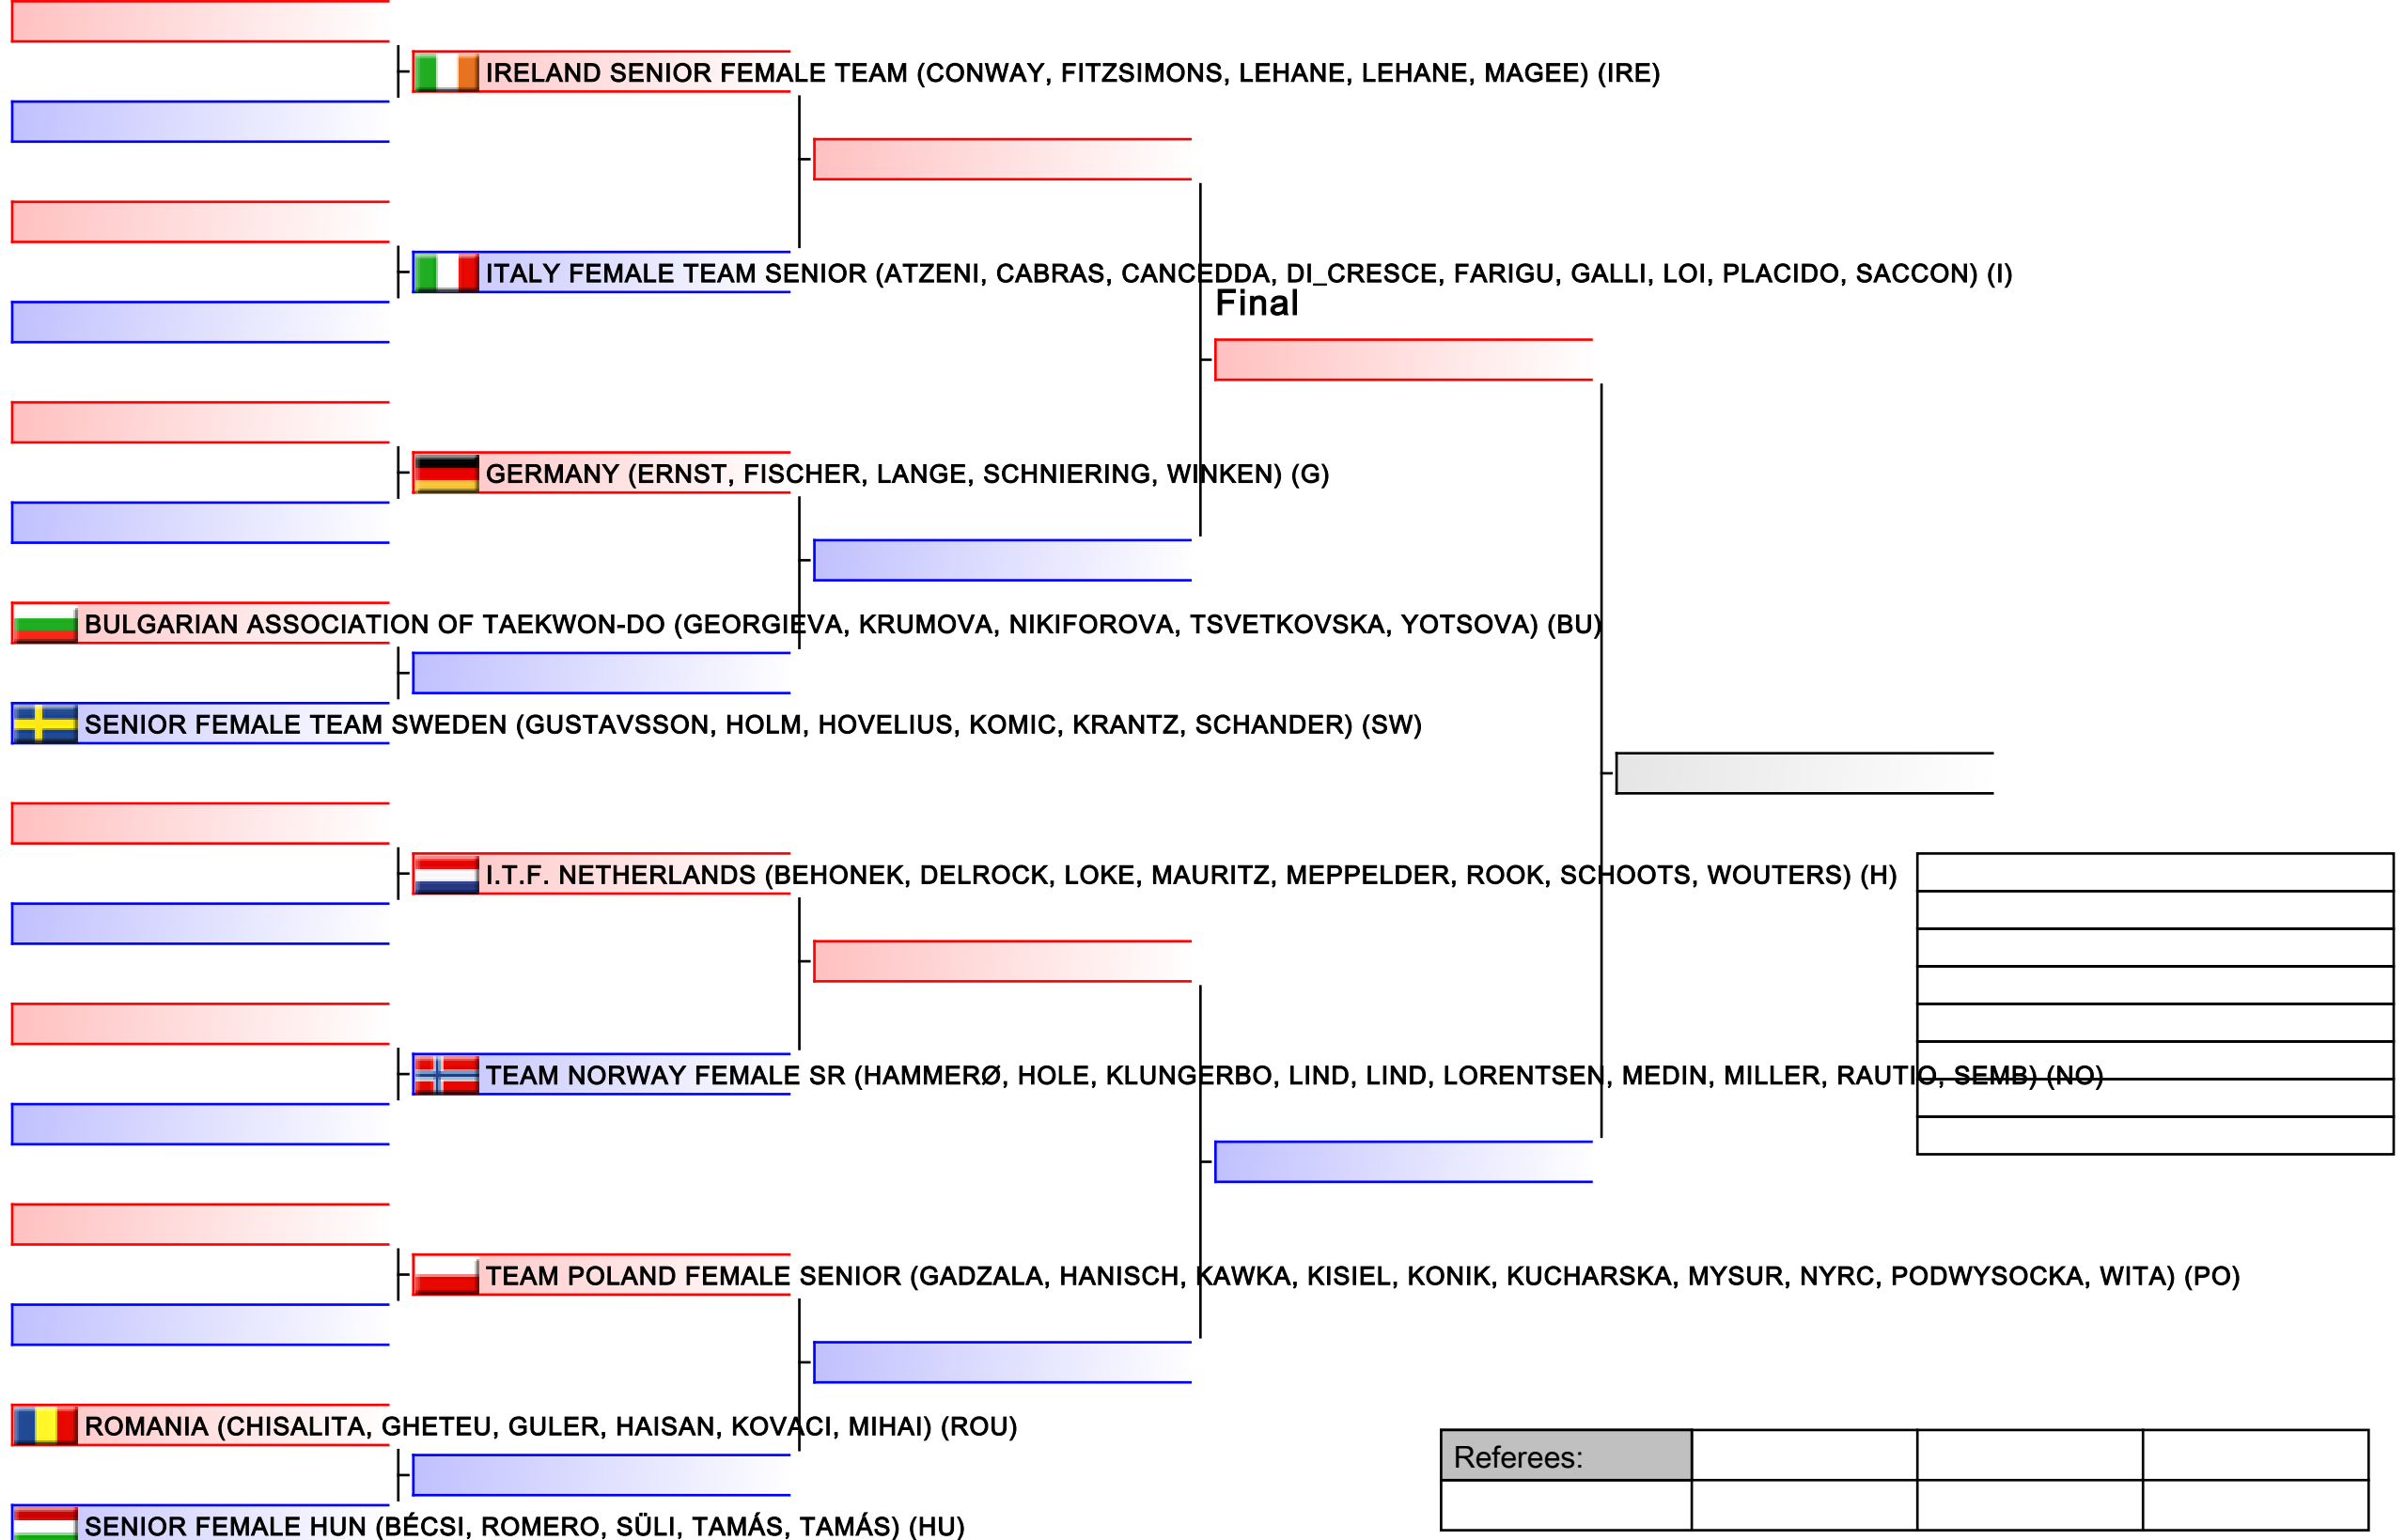 IRELAND SENIOR FEMALE TEAM (CONWAY, FITZSIMONS, LEHANE, LEHANE, MAGEE) (IRE)
ITALY FEMALE TEAM SENIOR (ATZENI, CABRAS, CANCEDDA, DI_CRESCE, FARIGU, GALLI, LOI, PLACIDO, SACCON) (I)
Final
GERMANY (ERNST, FISCHER, LANGE, SCHNIERING, WINKEN) (G)
BULGARIAN ASSOCIATION OF TAEKWON-DO (GEORGIEVA, KRUMOVA, NIKIFOROVA, TSVETKOVSKA, YOTSOVA) (BU)
SENIOR FEMALE TEAM SWEDEN (GUSTAVSSON, HOLM, HOVELIUS, KOMIC, KRANTZ, SCHANDER) (SW)
I.T.F. NETHERLANDS (BEHONEK, DELROCK, LOKE, MAURITZ, MEPPELDER, ROOK, SCHOOTS, WOUTERS) (H)
TEAM NORWAY FEMALE SR (HAMMERØ, HOLE, KLUNGERBO, LIND, LIND, LORENTSEN, MEDIN, MILLER, RAUTIO, SEMB) (NO)
TEAM POLAND FEMALE SENIOR (GADZALA, HANISCH, KAWKA, KISIEL, KONIK, KUCHARSKA, MYSUR, NYRC, PODWYSOCKA, WITA) (PO)
ROMANIA (CHISALITA, GHETEU, GULER, HAISAN, KOVACI, MIHAI) (ROU)
Referees:
SENIOR FEMALE HUN (BÉCSI, ROMERO, SÜLI, TAMÁS, TAMÁS) (HU)